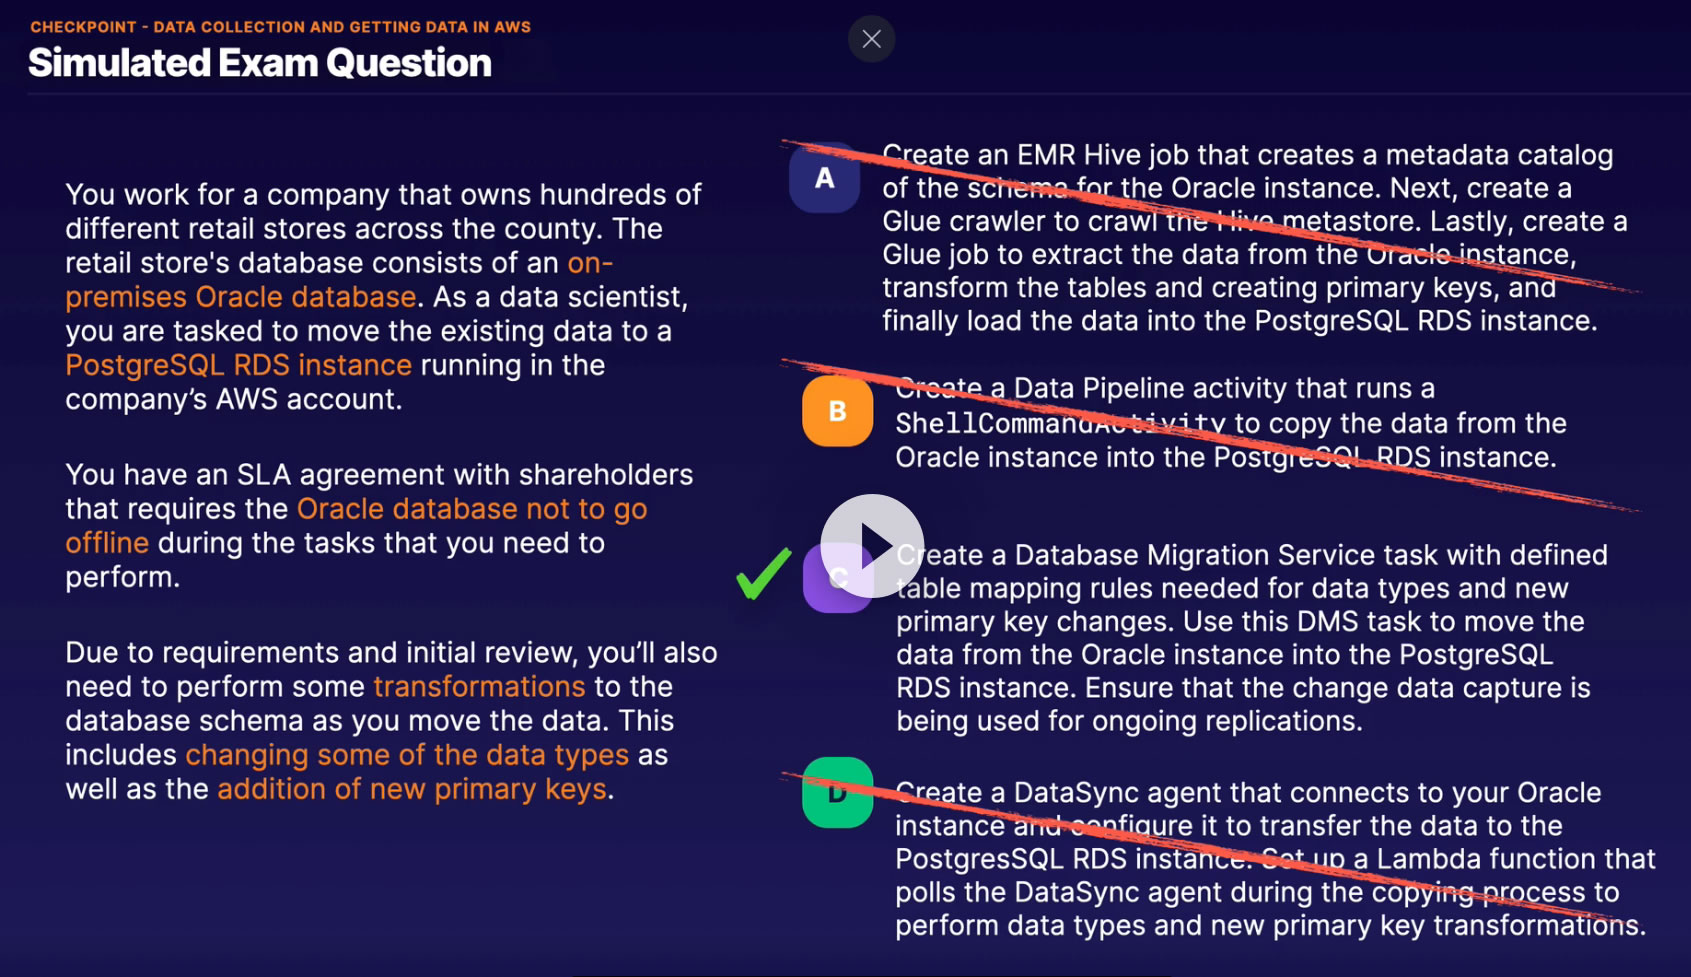 CHECKPOINT - DATA COLLECTION AND GETTING DATA IN AWS
Simulated Exam Question
You work for a company that owns hundreds of
different retail stores across the county. The
retail store's database consists of an on-
premises Oracle database. As a data scientist,
you are tasked to move the existing data to a
PostgreSQL RDS instance running in the
company’s AWS account.
You have an SLA agreement with shareholders
that requires the Oracle database not to go
offline during the tasks that you need to
perform.
Due to requirements and initial review, you’ll also
need to perform some transformations to the
database schema as you move the data. This
includes changing some of the data types as
well as the addition of new primary keys.
A
Create an EMR Hive job that creates a metadata catalog
of the schema for the Oracle instance. Next, create a
Glue crawler to crawl the Hive metastore. Lastly, create a
Glue job to extract the data from the Oracle instance,
transform the tables and creating primary keys, and
finally load the data into the PostgreSQL RDS instance.
B
Create a Data Pipeline activity that runs a
ShellCommandActivity to copy the data from the
Oracle instance into the PostgreSQL RDS instance.
C
Create a Database Migration Service task with defined
table mapping rules needed for data types and new
primary key changes. Use this DMS task to move the
data from the Oracle instance into the PostgreSQL
RDS instance. Ensure that the change data capture is
being used for ongoing replications.
D
Create a DataSync agent that connects to your Oracle
instance and configure it to transfer the data to the
PostgresSQL RDS instance. Set up a Lambda function that
polls the DataSync agent during the copying process to
perform data types and new primary key transformations.